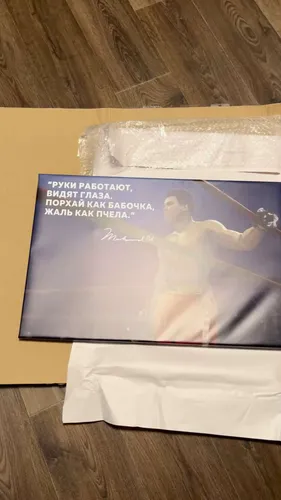 “РУКИ РАБОТАЮТ,
ВИДЯТ ГЛАЗА.
ПОРХАЙ КАК БАБОЧКА,
ЖАЛЬ КАК ПЧЕЛА.“